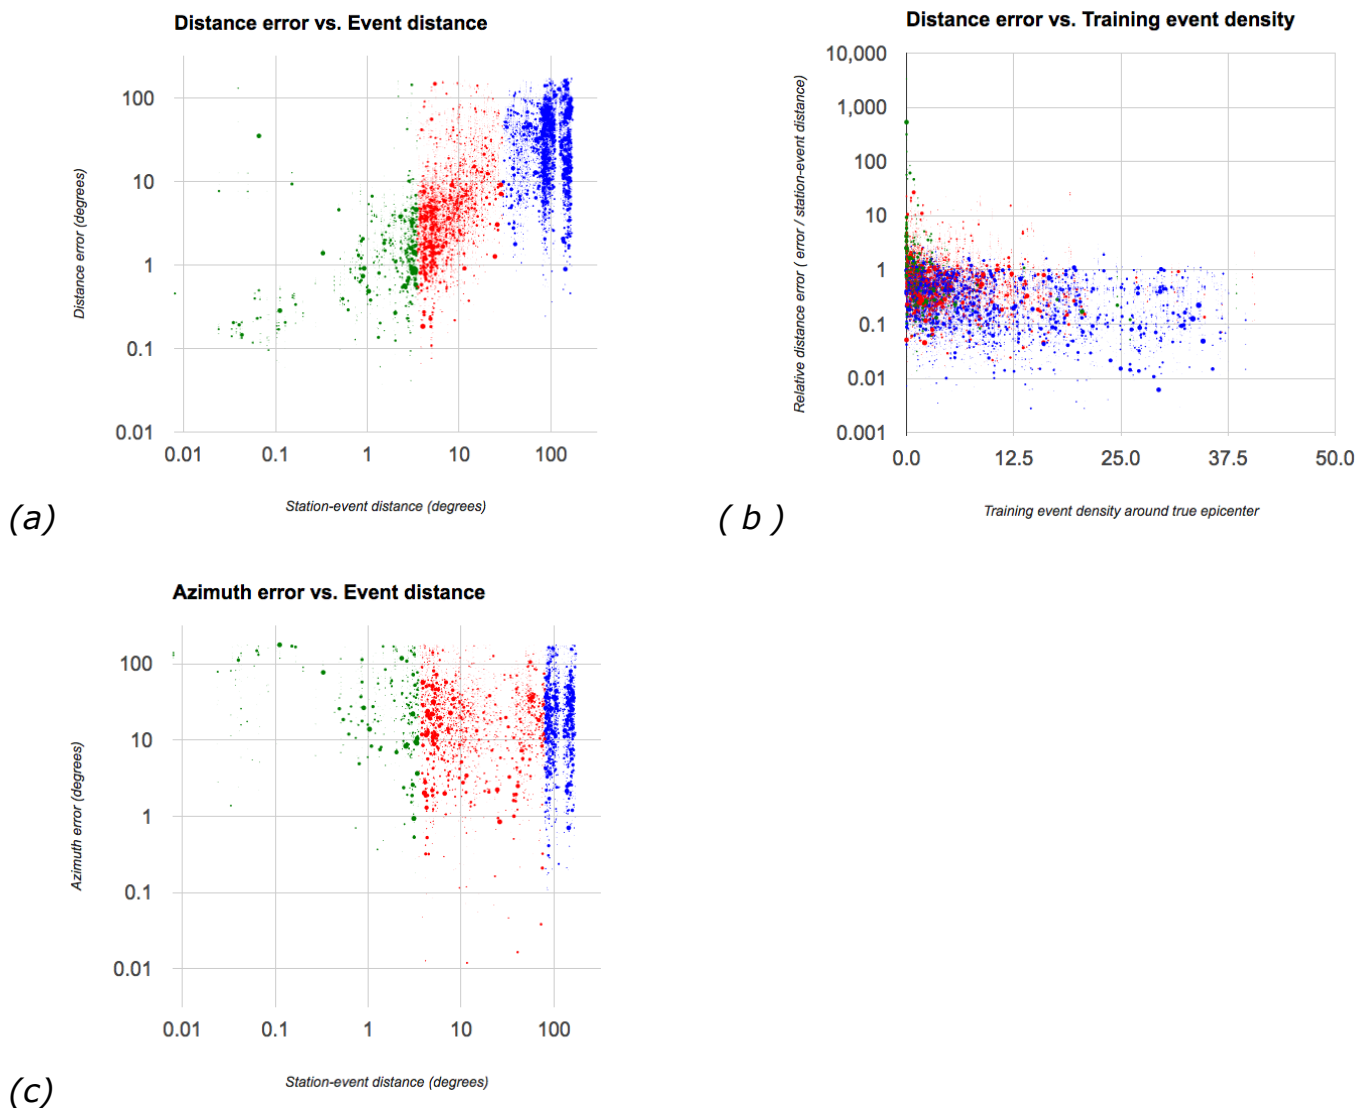 Distance error vs. Event distance
100
10
1
0.1
0.01
Distance error (degrees)
0.01 0.1 1 10 100
Station-event distance (degrees)
(a)
Distance error vs. Training event density
10,000
1,000
100
10
1
0.1
0.01
0.001
Relative distance error ( error / station-event distance)
0.0 12.5 25.0 37.5 50.0
Training event density around true epicenter
( b )
Azimuth error vs. Event distance
100
10
1
0.1
0.01
Azimuth error (degrees)
0.01 0.1 1 10 100
Station-event distance (degrees)
(c)